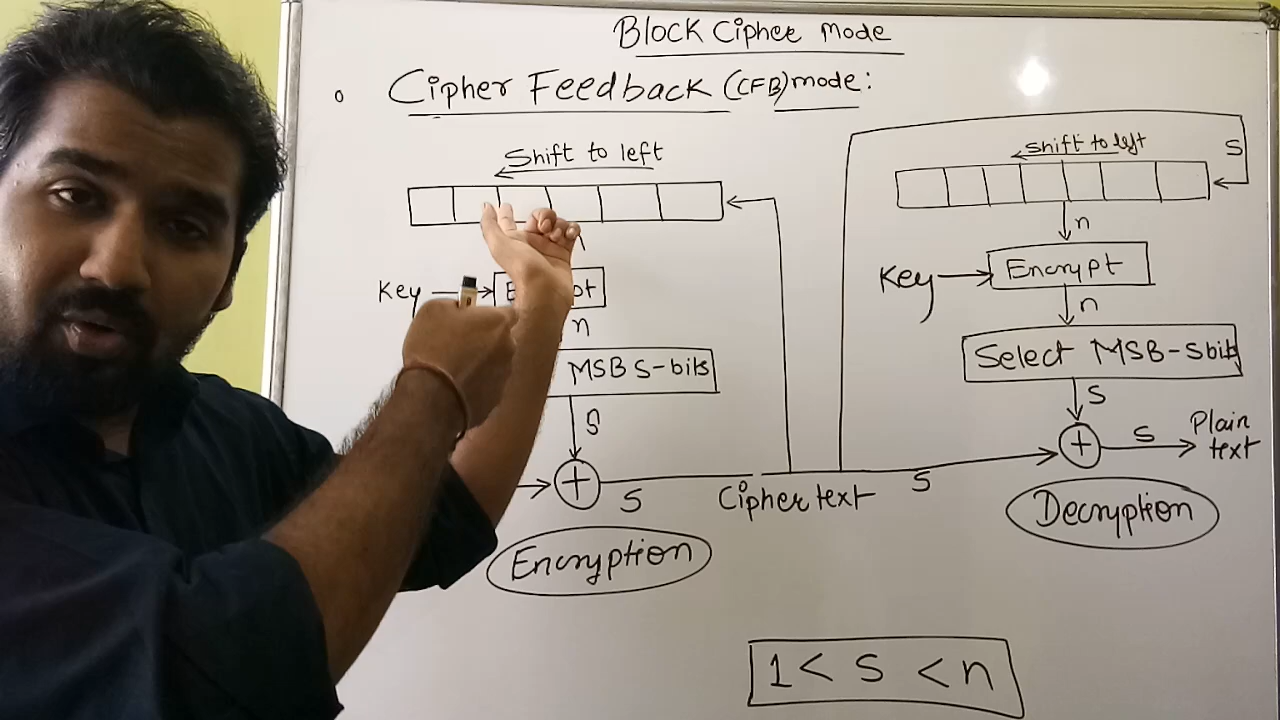 Block Cipher Mode
Cipher Feedback (CFB) mode:
Shift to left
Key
n
MSB S-bits
S
S
Cipher text
Encryption
Shift to left
S
n
Key
Encrypt
n
Select MSB-Sbits
S
S
Plain
text
S
Decryption
1 < S < n